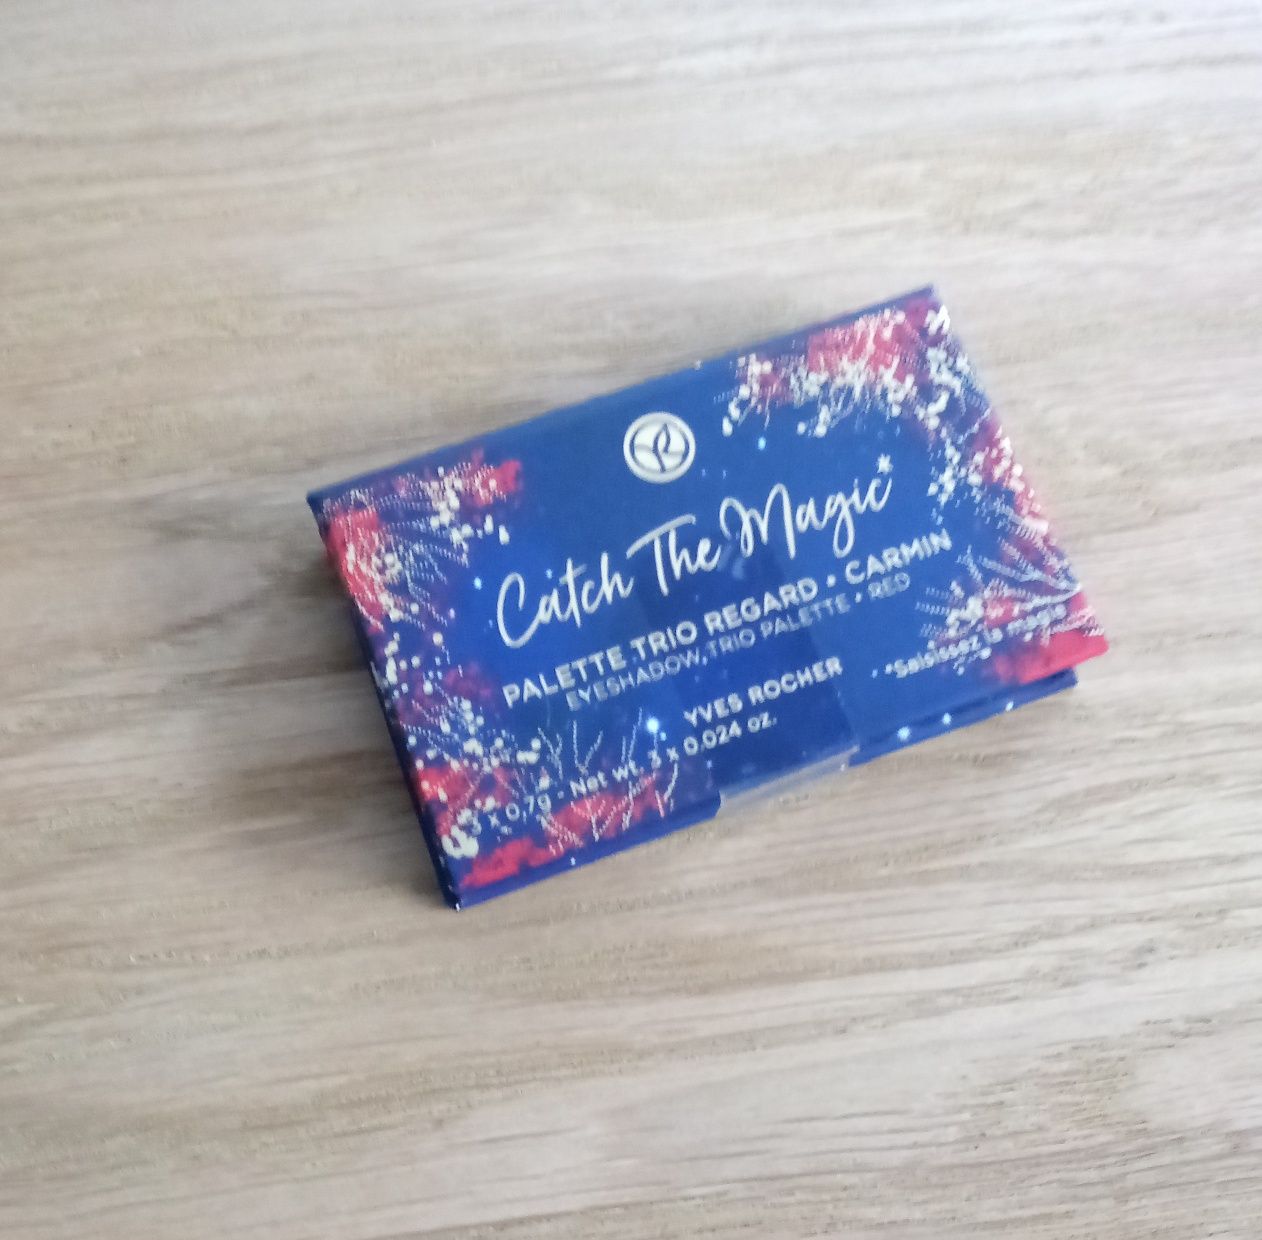 Catch The Magic*
PALETTE TRIO REGARD • CARMIN
EYESHADOW TRIO PALETTE • RED
YVES ROCHER
3 x 0,7g - Net wt. 3 x 0.024 oz.
*Saisissez la magie